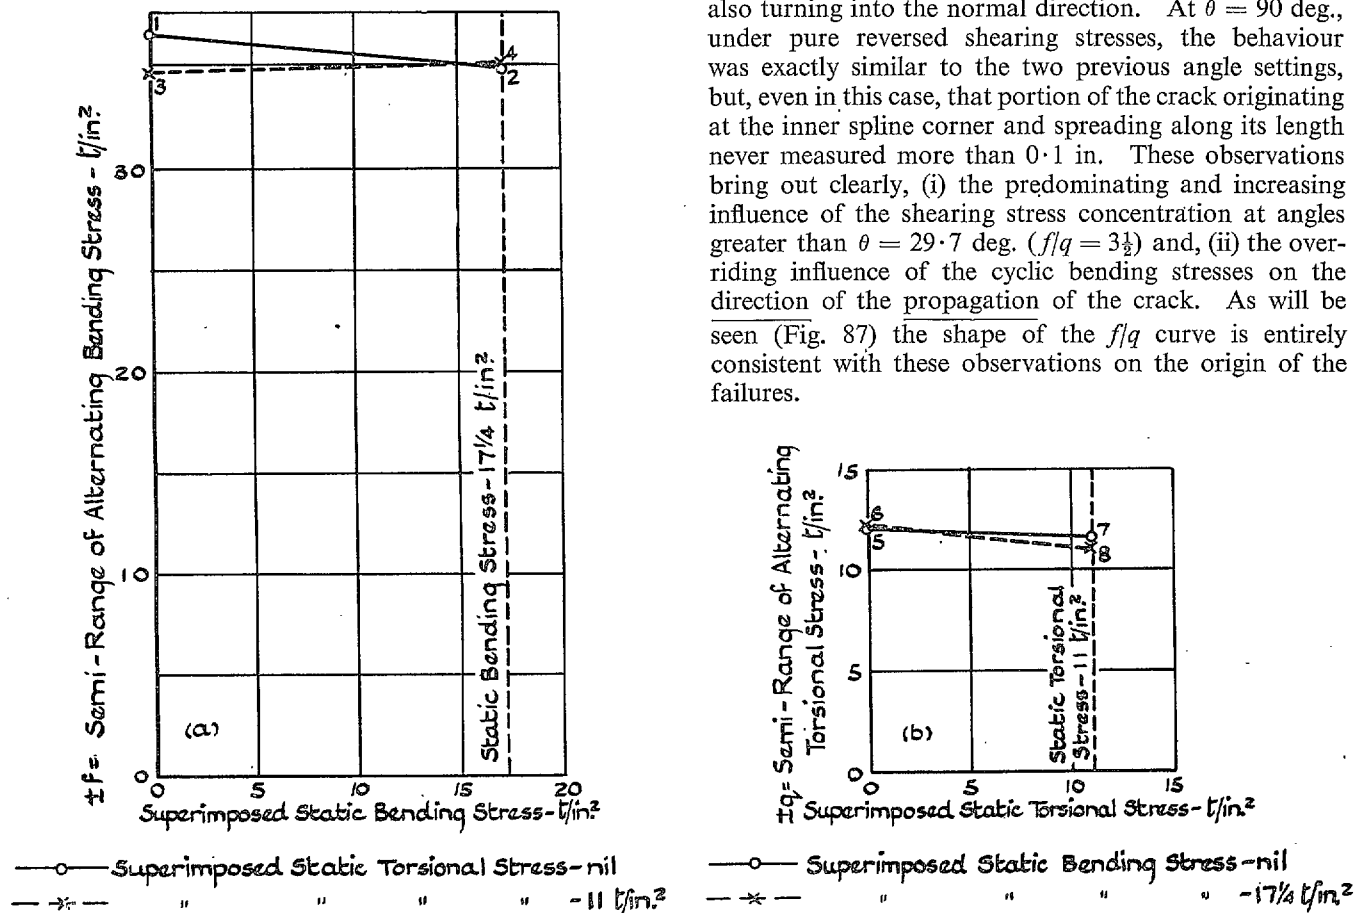 also turning into the normal direction. At θ = 90 deg.,
under pure reversed shearing stresses, the behaviour
was exactly similar to the two previous angle settings,
but, even in this case, that portion of the crack originating
at the inner spline corner and spreading along its length
never measured more than 0·1 in. These observations
bring out clearly, (i) the predominating and increasing
influence of the shearing stress concentration at angles
greater than θ = 29·7 deg. (f/q = 3½) and, (ii) the over-
riding influence of the cyclic bending stresses on the
direction of the propagation of the crack. As will be
seen (Fig. 87) the shape of the f/q curve is entirely
consistent with these observations on the origin of the
failures.
±f = Semi-Range of Alternating Bending Stress - t/in.²
30
20
10
0
1
3
4
2
Static Bending Stress - 17¼ t/in.²
(a)
0 5 10 15 20
Superimposed Static Bending Stress - t/in.²
—o— Superimposed Static Torsional Stress - nil
— -x- — " " " " - 11 t/in.²
±q = Semi-Range of Alternating
Torsional Stress - t/in.²
15
10
5
0
6
5
7
8
Static Torsional
Stress - 11 t/in.²
(b)
0 5 10 15
Superimposed Static Torsional Stress - t/in.²
—o— Superimposed Static Bending Stress - nil
— -x- — " " " " - 17¼ t/in.²